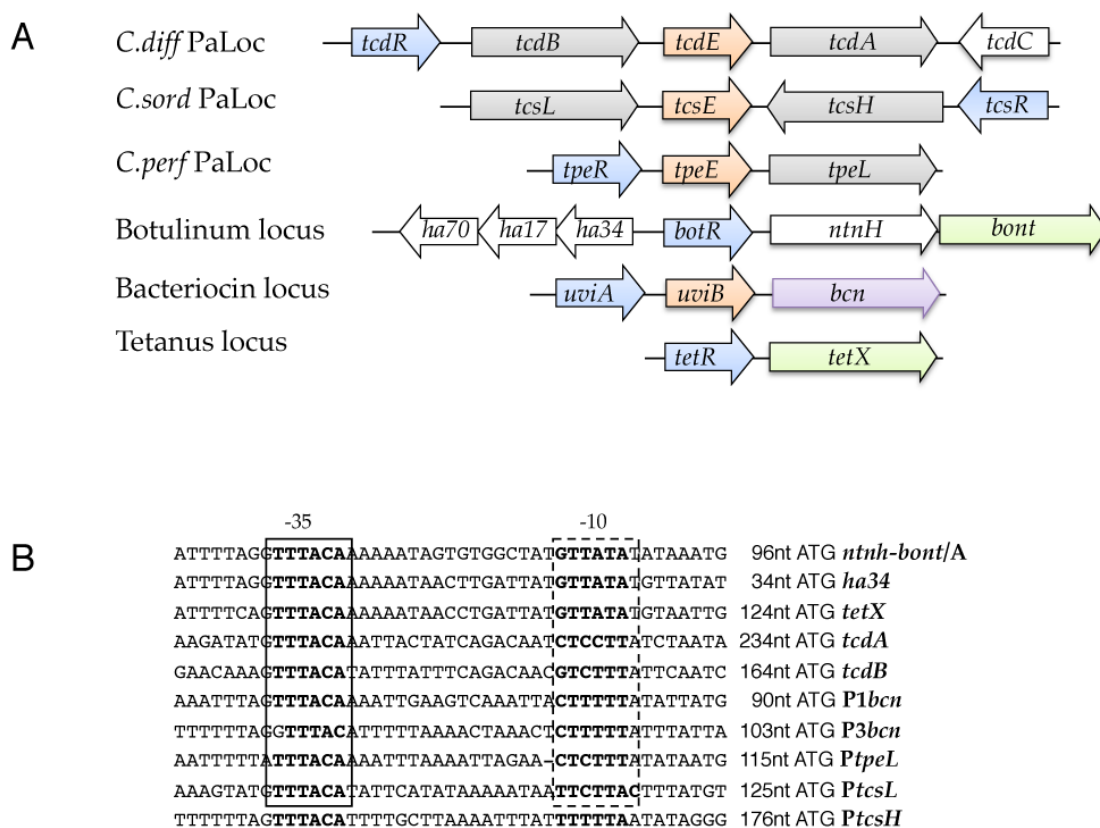 A
C.diff PaLoc tcdR tcdB tcdE tcdA tcdC
C.sord PaLoc tcsL tcsE tcsH tcsR
C.perf PaLoc tpeR tpeE tpeL
Botulinum locus ha70 ha17 ha34 botR ntnH bont
Bacteriocin locus uviA uviB bcn
Tetanus locus tetR tetX
-35 -10
B
ATTTTAGGTTTACAAAAAATAGTGTGGCTATGTTATATATAAATG 96nt ATG ntnh-bont/A
ATTTTAGGTTTACAAAAAATAACTTGATTATGTTATATGTTATAT 34nt ATG ha34
ATTTTCAGTTTACAAAAAATAACCTGATTATGTTATATGTAATTG 124nt ATG tetX
AAGATATGTTTACAAATTACTATCAGACAATCTCCTTATCTAATA 234nt ATG tcdA
GAACAAAGTTTACATATTTATTTCAGACAACGTCTTTATTCAATC 164nt ATG tcdB
AAATTTAGTTTACAAAATTGAAGTCAAATTACTTTTTATATTATG 90nt ATG P1bcn
TTTTTTAGGTTTACATTTTTAAAACTAAACTCTTTTTATTTATTA 103nt ATG P3bcn
AATTTTTATTTACAAAATTTAAAATTAGAA-CTCTTTATATAATG 115nt ATG PtpeL
AAAGTATGTTTACATATTCATATAAAAATAATTCTTACTTTATGT 125nt ATG PtcsL
TTTTTTAGTTTACATTTTGCTTAAAATTTATTTTTTAATATAGGG 176nt ATG PtcsH